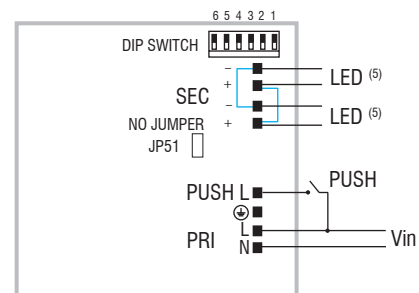 6 5 4 3 2 1
DIP SWITCH
− LED (5)
+
SEC
− LED (5)
NO JUMPER +
JP51
PUSH L PUSH
L
PRI Vin
N